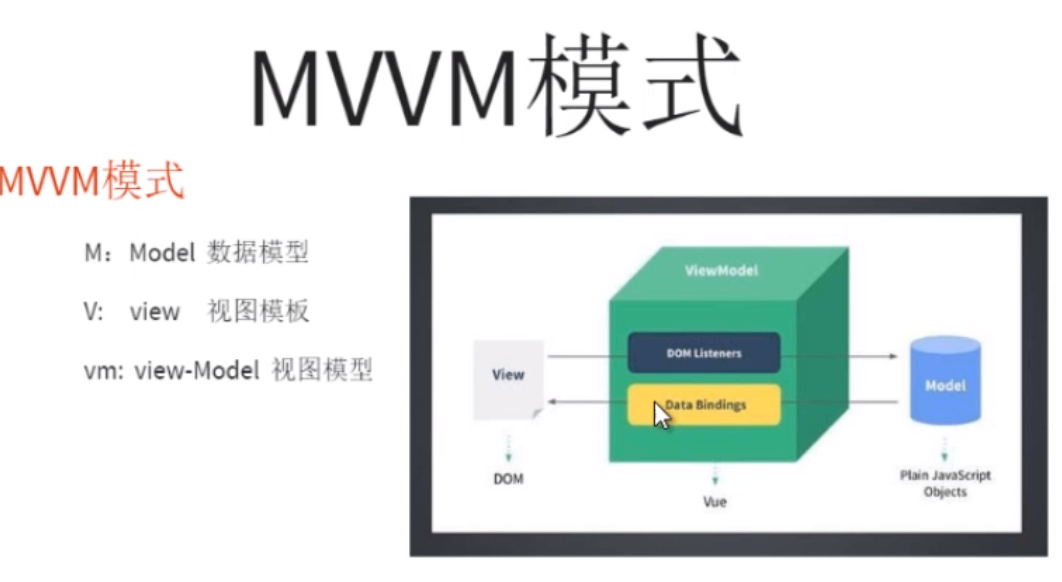 MVVM模式
MVVM模式
M：Model 数据模型
V: view 视图模板
vm: view-Model 视图模型
ViewModel
DOM Listeners
Data Bindings
View
Model
DOM
Vue
Plain JavaScript
Objects